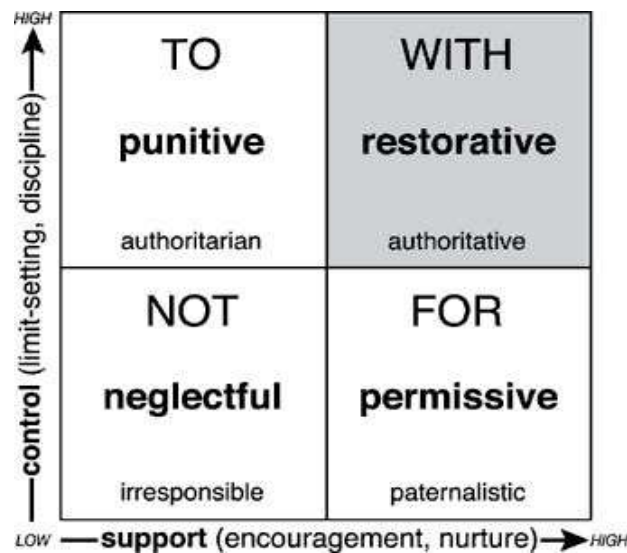 HIGH
TO
WITH
punitive
restorative
authoritarian
authoritative
NOT
FOR
neglectful
permissive
irresponsible
paternalistic
control (limit-setting, discipline)
LOW
support (encouragement, nurture)
HIGH